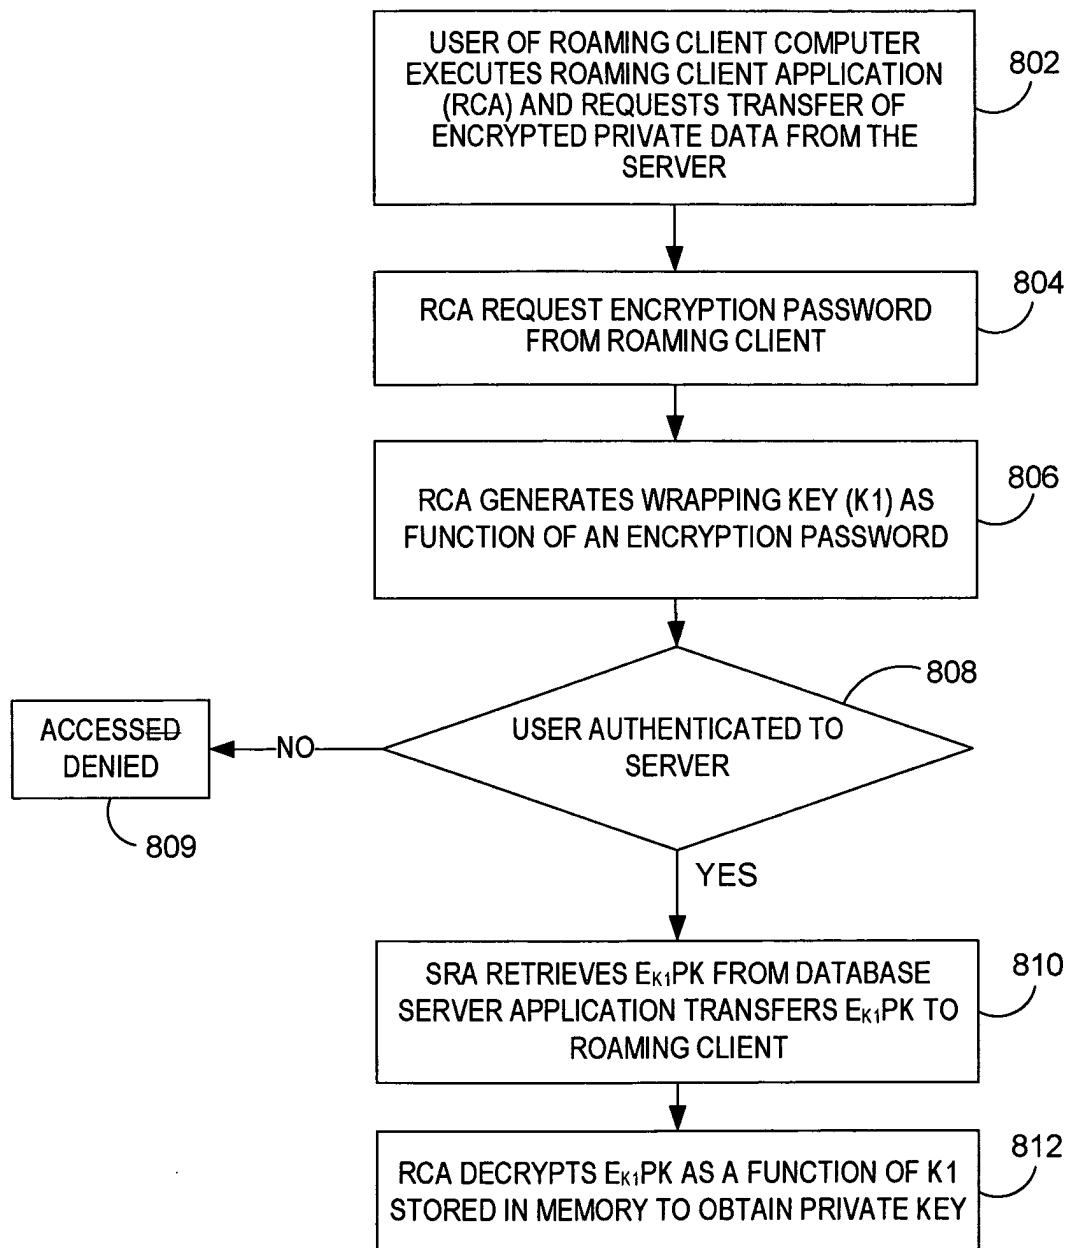 USER OF ROAMING CLIENT COMPUTER
EXECUTES ROAMING CLIENT APPLICATION
(RCA) AND REQUESTS TRANSFER OF
ENCRYPTED PRIVATE DATA FROM THE
SERVER
802
RCA REQUEST ENCRYPTION PASSWORD
FROM ROAMING CLIENT
804
RCA GENERATES WRAPPING KEY (K1) AS
FUNCTION OF AN ENCRYPTION PASSWORD
806
USER AUTHENTICATED TO
SERVER
808
NO
ACCESSED
DENIED
809
YES
SRA RETRIEVES EK1PK FROM DATABASE
SERVER APPLICATION TRANSFERS EK1PK TO
ROAMING CLIENT
810
RCA DECRYPTS EK1PK AS A FUNCTION OF K1
STORED IN MEMORY TO OBTAIN PRIVATE KEY
812